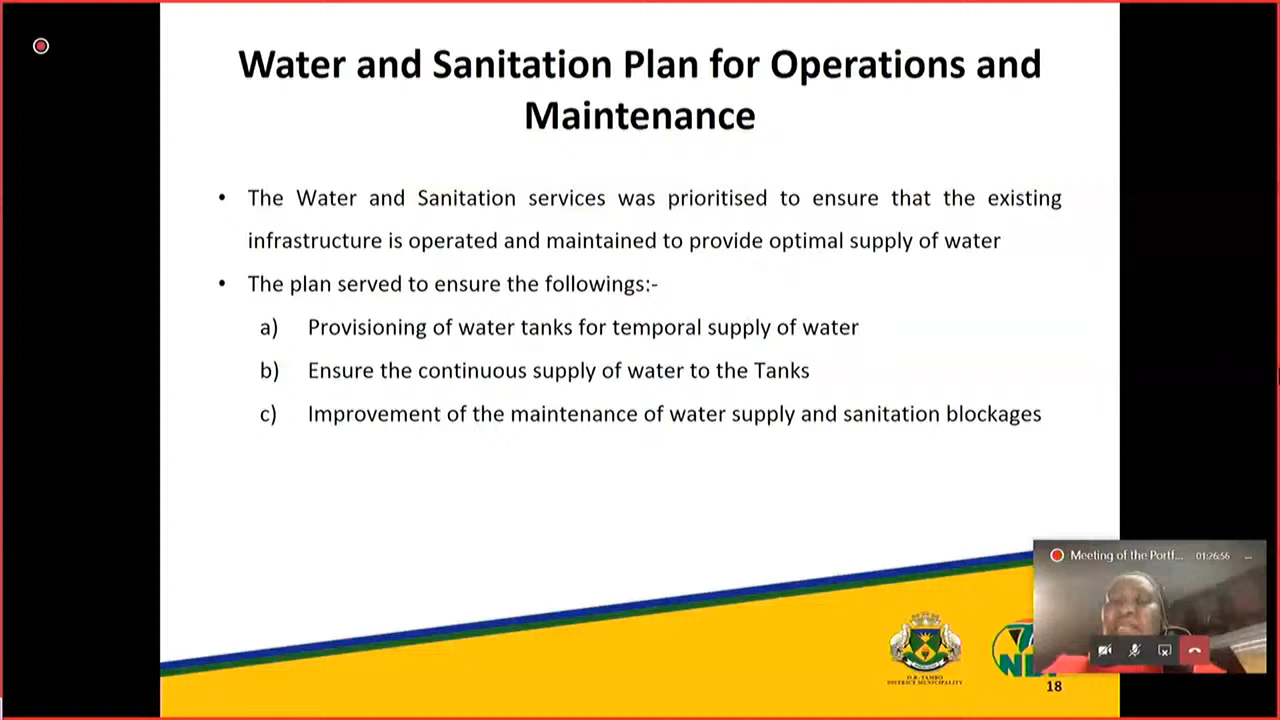 Water and Sanitation Plan for Operations and
Maintenance
• The Water and Sanitation services was prioritised to ensure that the existing
infrastructure is operated and maintained to provide optimal supply of water
• The plan served to ensure the followings:-
a) Provisioning of water tanks for temporal supply of water
b) Ensure the continuous supply of water to the Tanks
c) Improvement of the maintenance of water supply and sanitation blockages
Meeting of the Portf... 01:26:56
O.R. TAMBO
DISTRICT MUNICIPALITY
18